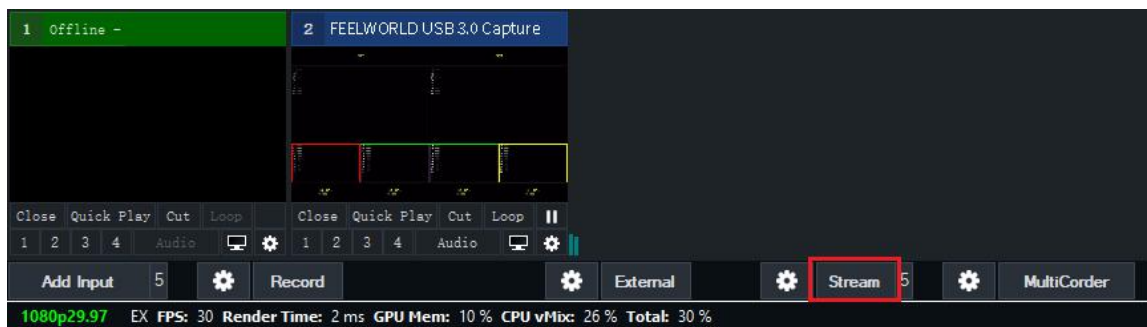 1 Offline -
2 FEELWORLD USB 3.0 Capture
Close Quick Play Cut Loop
Close Quick Play Cut Loop
1 2 3 4 Audio
1 2 3 4 Audio
Add Input 5 Record External Stream 5 MultiCorder
1080p29.97 EX FPS: 30 Render Time: 2 ms GPU Mem: 10 % CPU vMix: 26 % Total: 30 %